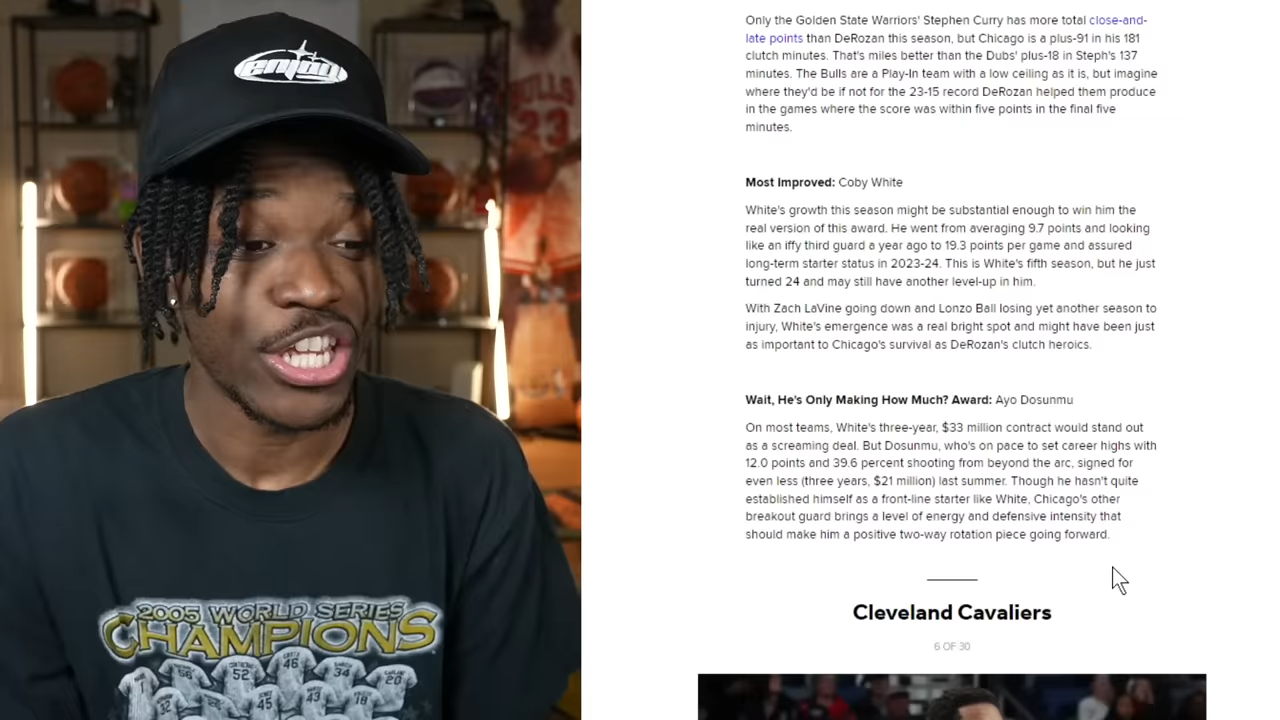 enjoy
BULLS
23
2005 WORLD SERIES
CHAMPIONS
56
52
46
34
20
1
32
45
43
18
Only the Golden State Warriors' Stephen Curry has more total close-and-
late points than DeRozan this season, but Chicago is a plus-91 in his 181
clutch minutes. That's miles better than the Dubs' plus-18 in Steph's 137
minutes. The Bulls are a Play-In team with a low ceiling as it is, but imagine
where they'd be if not for the 23-15 record DeRozan helped them produce
in the games where the score was within five points in the final five
minutes.
Most Improved: Coby White
White's growth this season might be substantial enough to win him the
real version of this award. He went from averaging 9.7 points and looking
like an iffy third guard a year ago to 19.3 points per game and assured
long-term starter status in 2023-24. This is White's fifth season, but he just
turned 24 and may still have another level-up in him.
With Zach LaVine going down and Lonzo Ball losing yet another season to
injury, White's emergence was a real bright spot and might have been just
as important to Chicago's survival as DeRozan's clutch heroics.
Wait, He's Only Making How Much? Award: Ayo Dosunmu
On most teams, White's three-year, $33 million contract would stand out
as a screaming deal. But Dosunmu, who's on pace to set career highs with
12.0 points and 39.6 percent shooting from beyond the arc, signed for
even less (three years, $21 million) last summer. Though he hasn't quite
established himself as a front-line starter like White, Chicago's other
breakout guard brings a level of energy and defensive intensity that
should make him a positive two-way rotation piece going forward.
Cleveland Cavaliers
6 OF 30